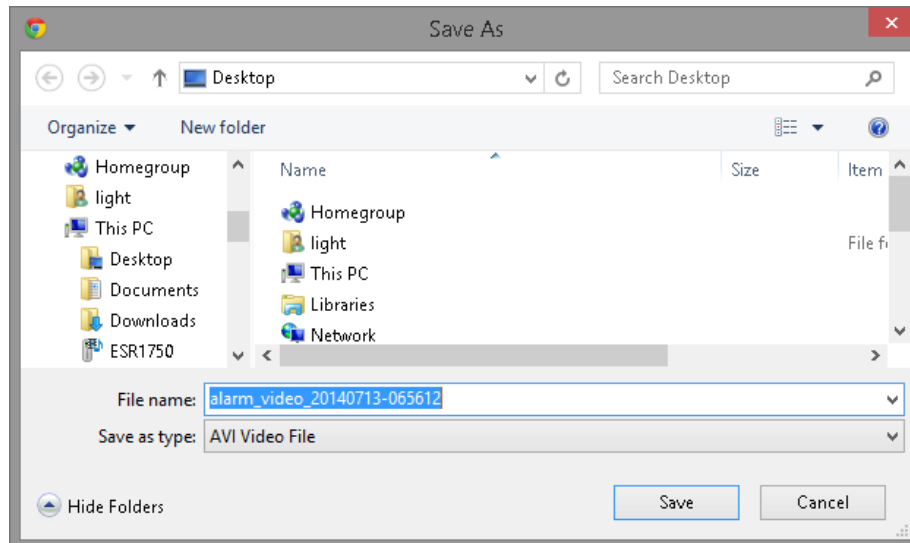 Save As
Desktop
Search Desktop
Organize
New folder
Homegroup
light
This PC
Desktop
Documents
Downloads
ESR1750
Name
Size
Item
Homegroup
light
File f
This PC
Libraries
Network
File name:
alarm_video_20140713-065612
Save as type:
AVI Video File
Hide Folders
Save
Cancel